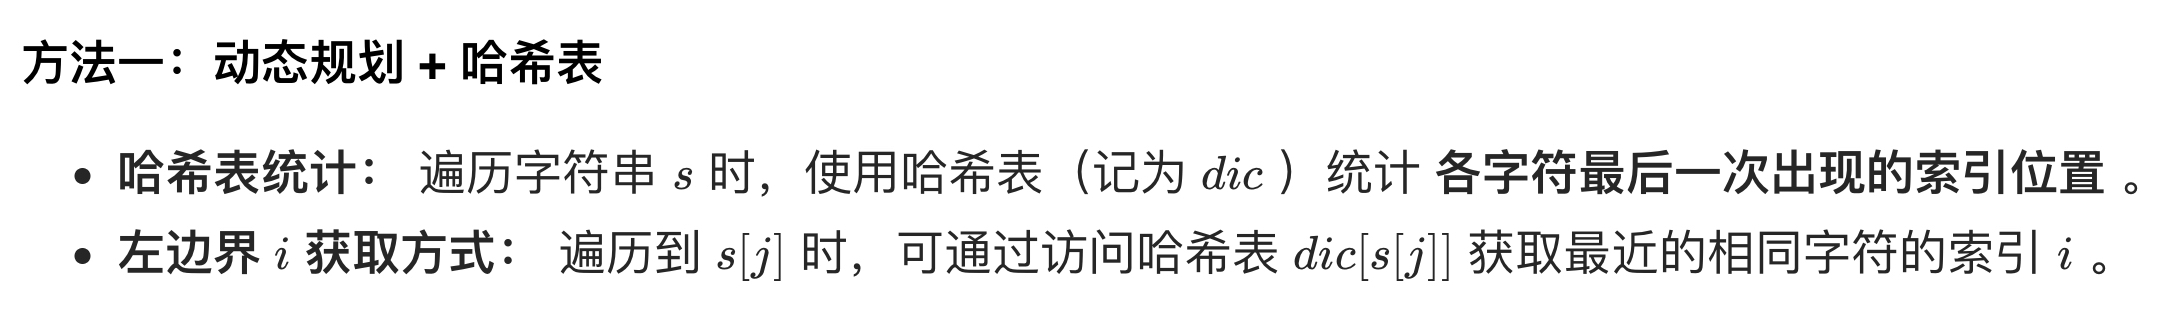 方法一：动态规划 + 哈希表
• 哈希表统计： 遍历字符串 s 时，使用哈希表（记为 dic ）统计 各字符最后一次出现的索引位置 。
• 左边界 i 获取方式： 遍历到 s[j] 时，可通过访问哈希表 dic[s[j]] 获取最近的相同字符的索引 i 。